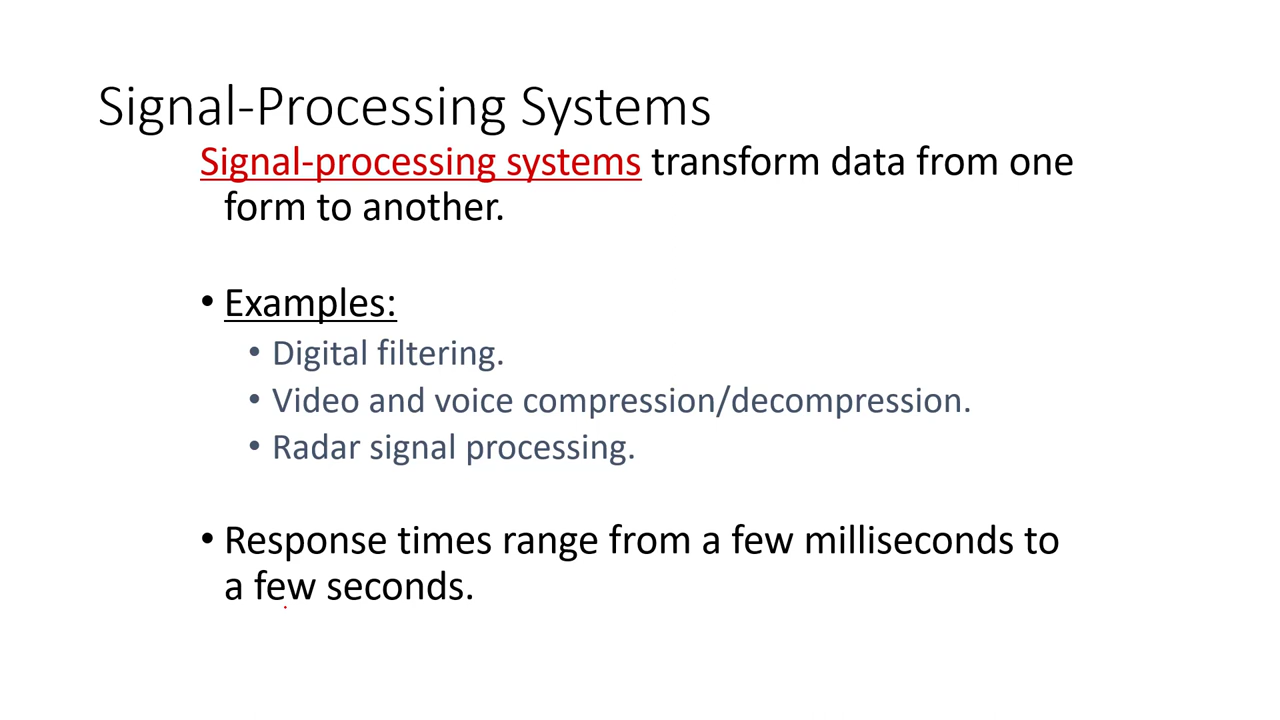 Signal-Processing Systems
Signal-processing systems transform data from one
form to another.
• Examples:
• Digital filtering.
• Video and voice compression/decompression.
• Radar signal processing.
• Response times range from a few milliseconds to
a few seconds.